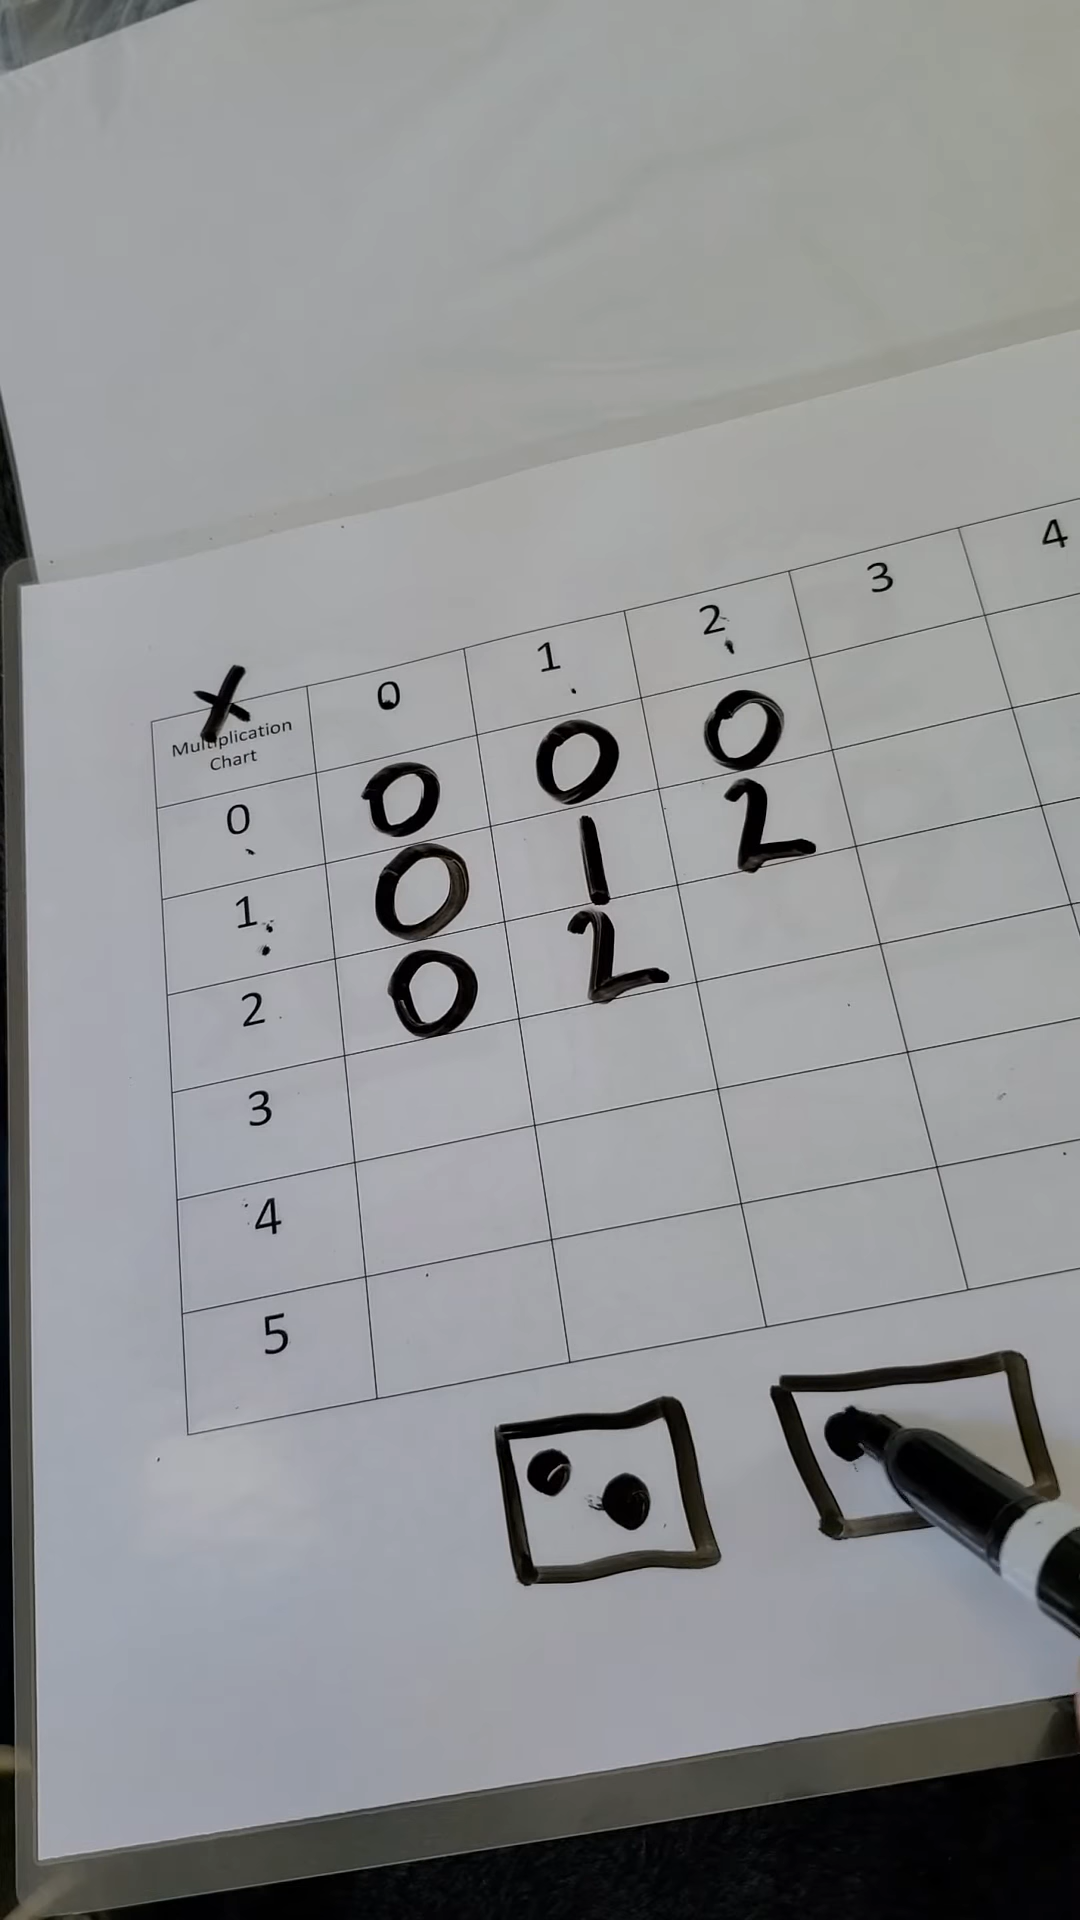 X 0 1 2 3 4
Multiplication
Chart
0 0 0 0
1 0 1 2
2 0 2
3
4
5